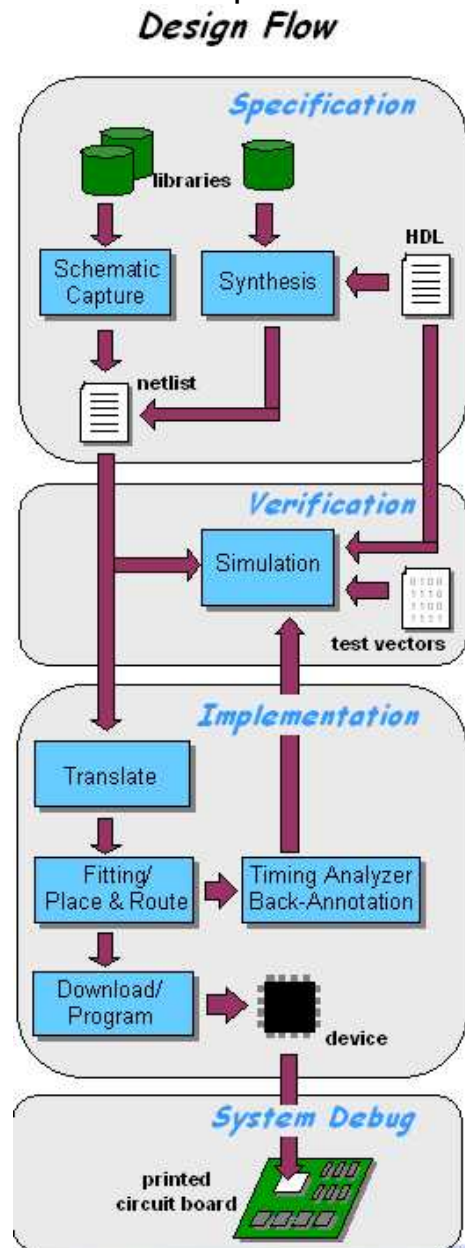 Design Flow
Specification
libraries
HDL
Schematic
Capture
Synthesis
netlist
Verification
Simulation
0100
1110
1100
1111
test vectors
Implementation
Translate
Fitting/
Place & Route
Timing Analyzer
Back-Annotation
Download/
Program
device
System Debug
printed
circuit board